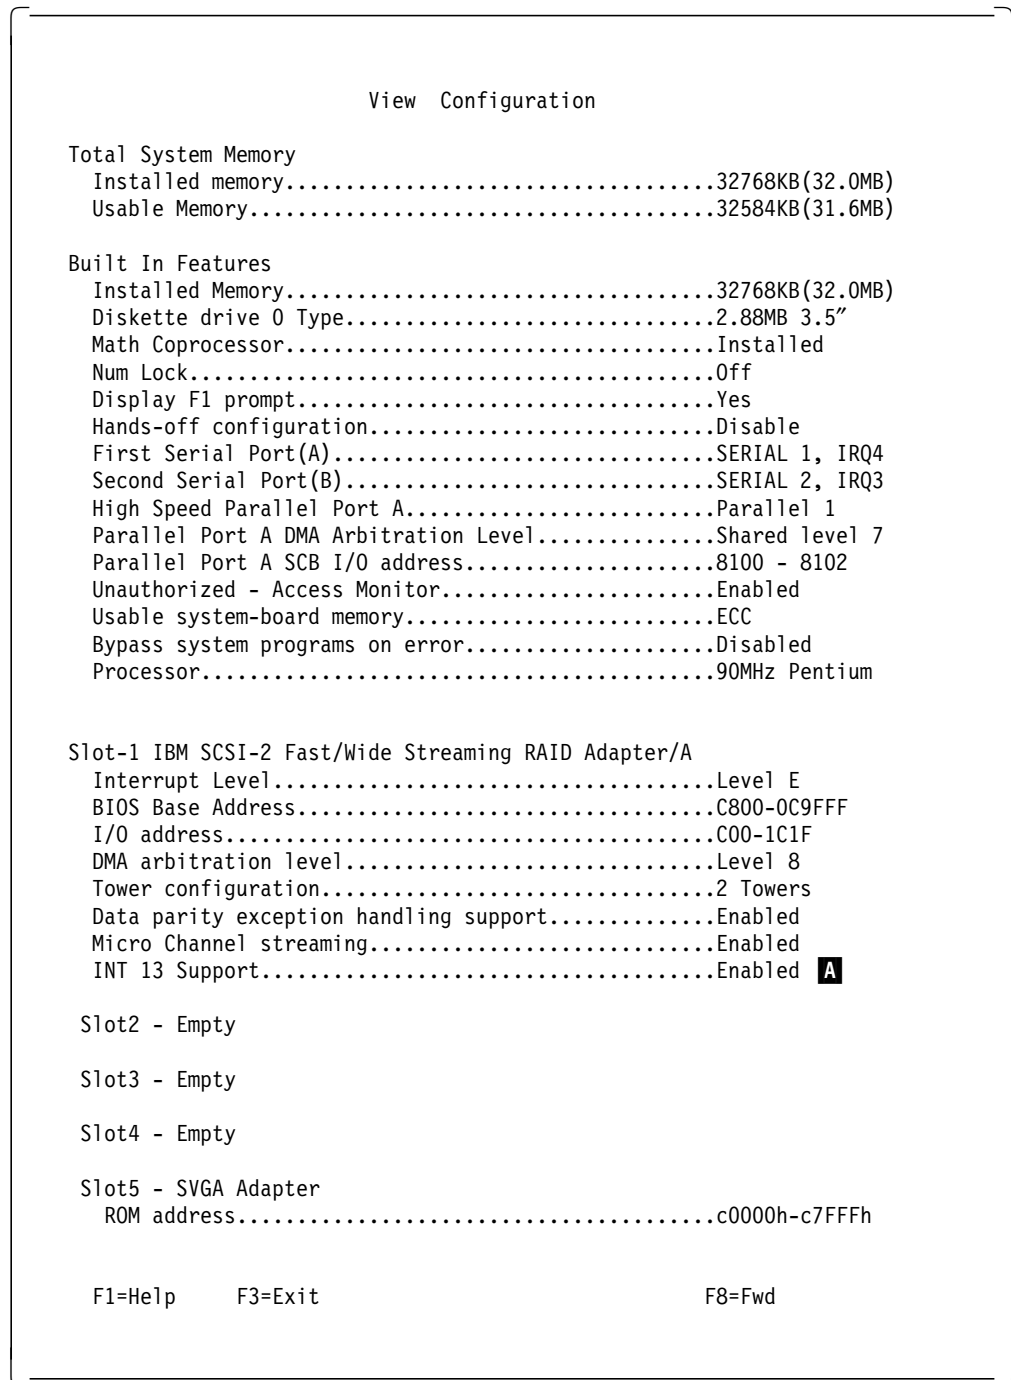 View Configuration
Total System Memory
Installed memory....................................32768KB(32.0MB)
Usable Memory.......................................32584KB(31.6MB)
Built In Features
Installed Memory....................................32768KB(32.0MB)
Diskette drive 0 Type...............................2.88MB 3.5″
Math Coprocessor....................................Installed
Num Lock............................................Off
Display F1 prompt...................................Yes
Hands-off configuration.............................Disable
First Serial Port(A)................................SERIAL 1, IRQ4
Second Serial Port(B)...............................SERIAL 2, IRQ3
High Speed Parallel Port A..........................Parallel 1
Parallel Port A DMA Arbitration Level...............Shared level 7
Parallel Port A SCB I/O address.....................8100 - 8102
Unauthorized - Access Monitor.......................Enabled
Usable system-board memory..........................ECC
Bypass system programs on error.....................Disabled
Processor...........................................90MHz Pentium
Slot-1 IBM SCSI-2 Fast/Wide Streaming RAID Adapter/A
Interrupt Level.....................................Level E
BIOS Base Address...................................C800-0C9FFF
I/O address.........................................C00-1C1F
DMA arbitration level...............................Level 8
Tower configuration.................................2 Towers
Data parity exception handling support..............Enabled
Micro Channel streaming.............................Enabled
INT 13 Support......................................Enabled A
Slot2 - Empty
Slot3 - Empty
Slot4 - Empty
Slot5 - SVGA Adapter
ROM address........................................c0000h-c7FFFh
F1=Help F3=Exit F8=Fwd